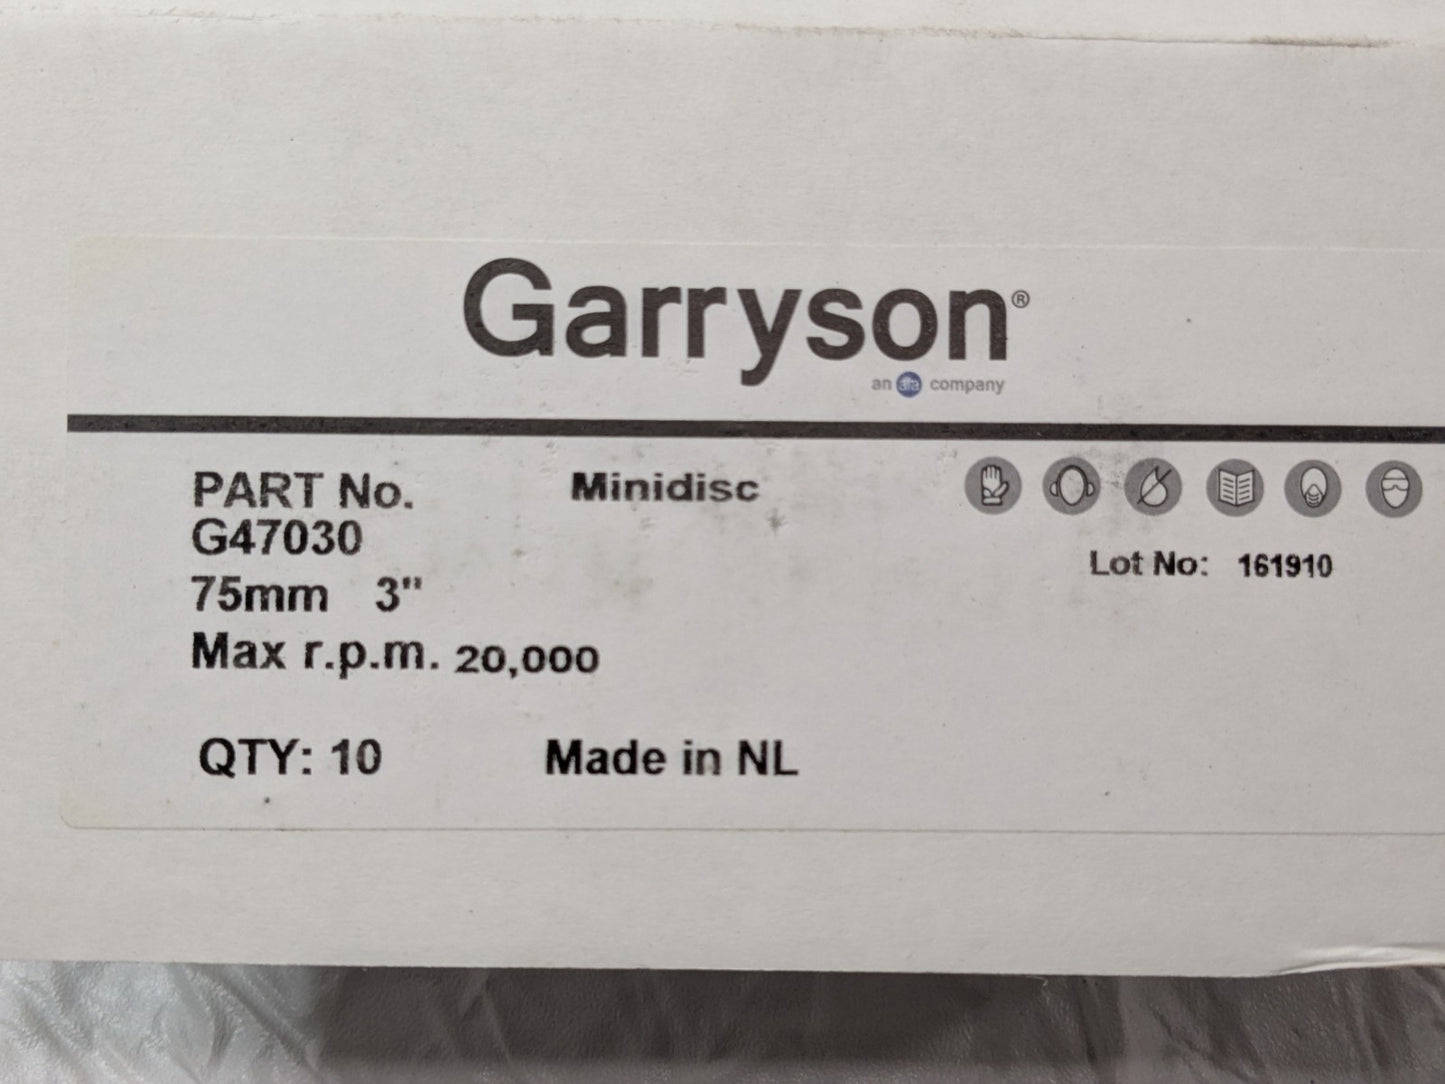 Garryson®
an ata company
PART No. Minidisc
G47030
Lot No: 161910
75mm 3"
Max r.p.m. 20,000
QTY: 10 Made in NL